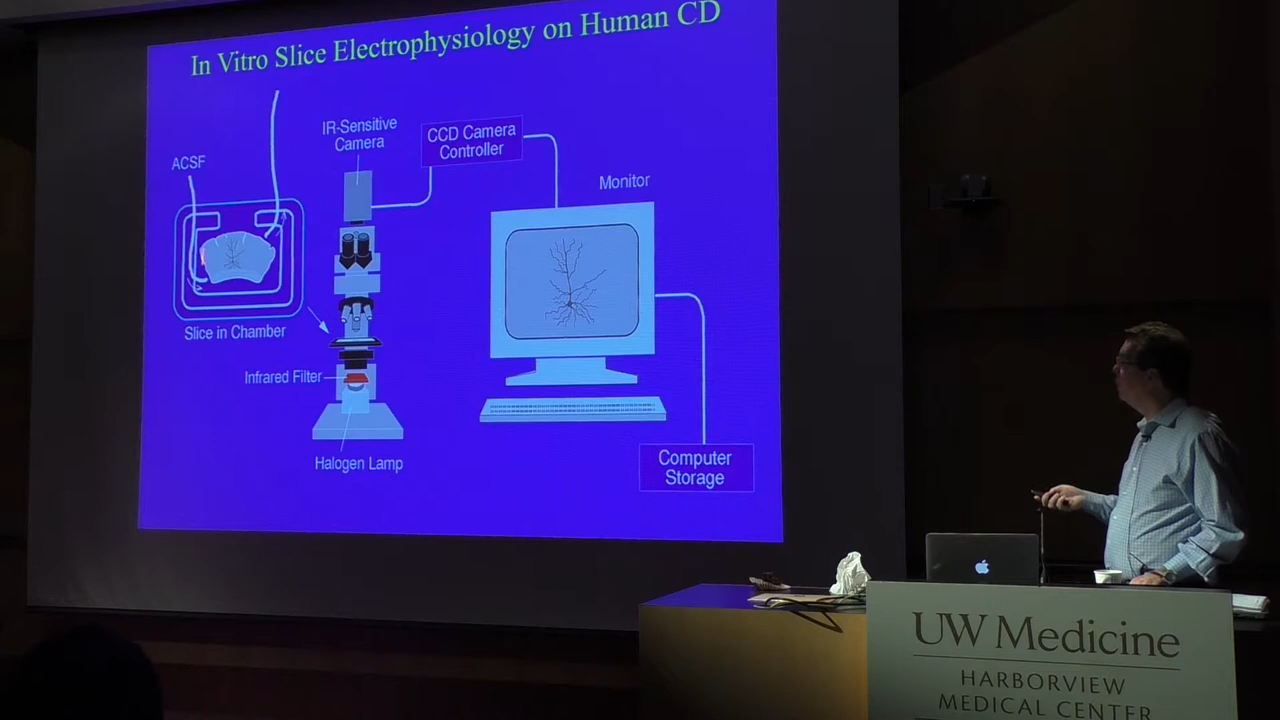 In Vitro Slice Electrophysiology on Human CD
IR-Sensitive
Camera
CCD Camera
Controller
ACSF
Monitor
Slice in Chamber
Infrared Filter
Halogen Lamp
Computer
Storage
UW Medicine
HARBORVIEW
MEDICAL CENTER